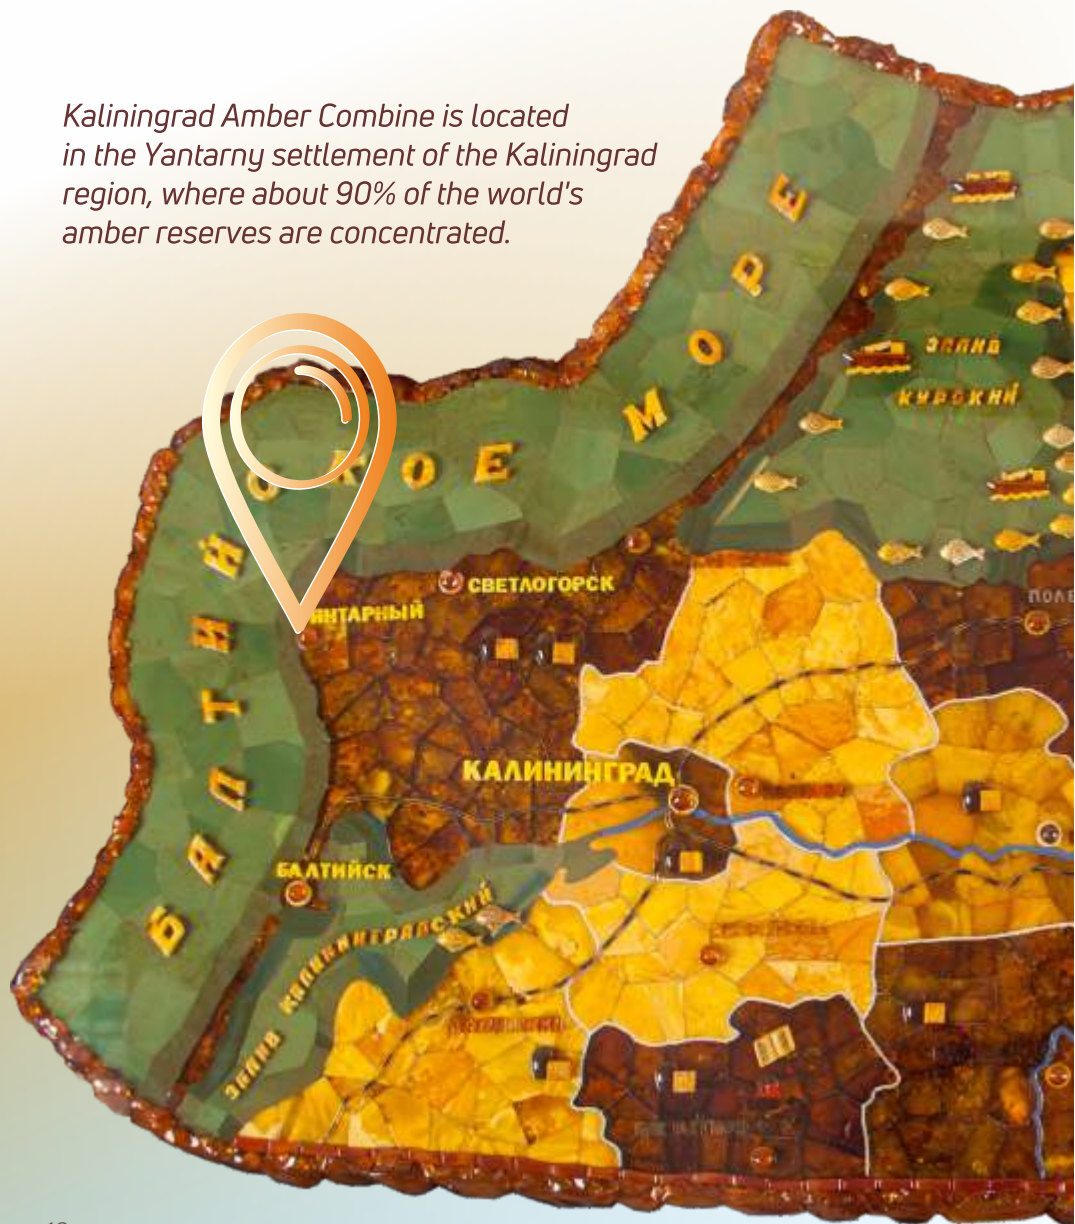 Kaliningrad Amber Combine is located
in the Yantarny settlement of the Kaliningrad
region, where about 90% of the world's
amber reserves are concentrated.
БАЛТИЙСКОЕ МОРЕ
ЗАЛИВ
КУРСКИЙ
СВЕТЛОГОРСК
ЯНТАРНЫЙ
КАЛИНИНГРАД
БАЛТИЙСК
ЗАЛИВ КАЛИНИНГРАДСКИЙ